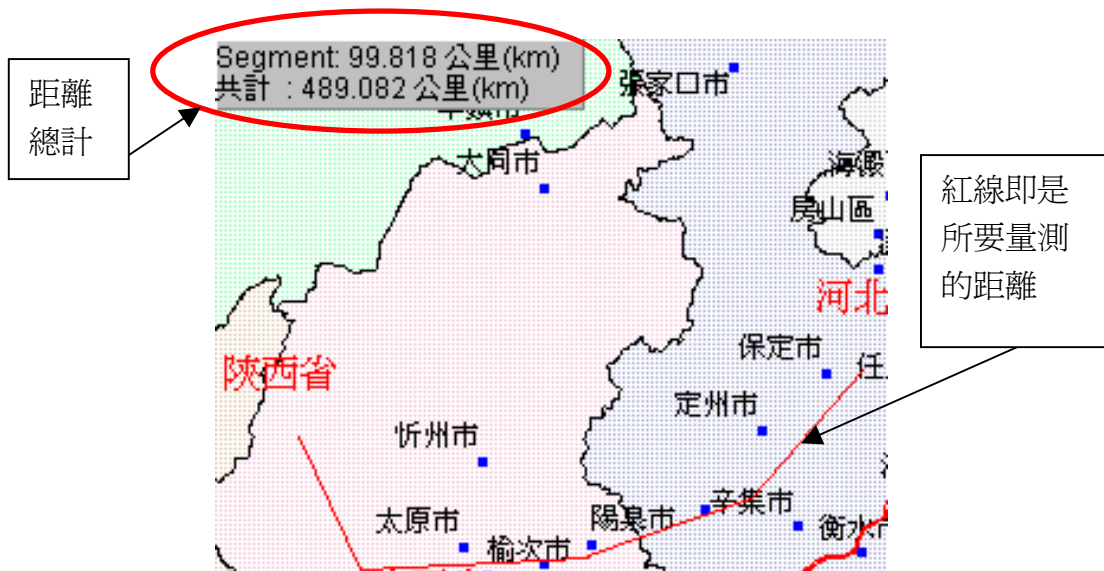 Segment: 99.818 公里(km)
共計 : 489.082 公里(km)
距離
總計
張家口市
大同市
房山區
紅線即是
所要量測
的距離
河北
保定市
陝西省
任
定州市
忻州市
辛集市
太原市
陽泉市
衡水市
榆次市